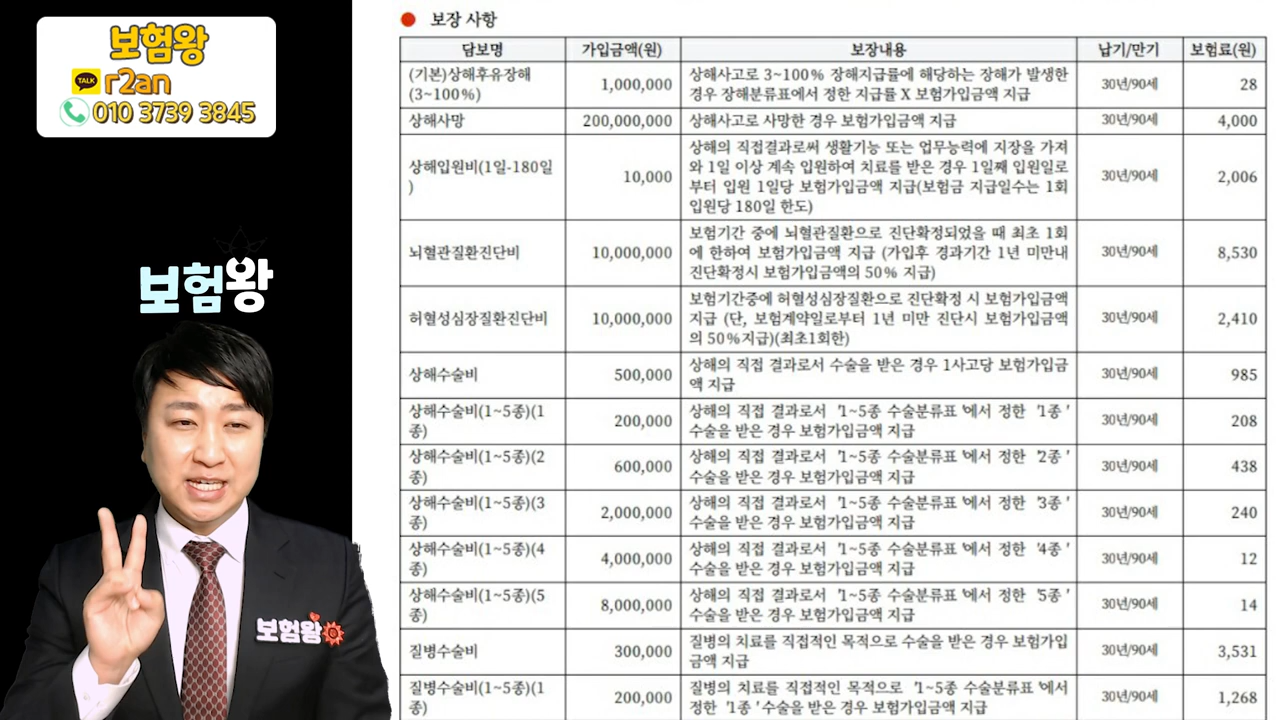 보험왕
TALK r2an
010 3739 3845
보험왕
보험왕
보장 사항
담보명 가입금액(원) 보장내용 납기/만기 보험료(원)
(기본)상해후유장해
(3~100%)
1,000,000
상해사고로 3~100% 장해지급률에 해당하는 장해가 발생한
경우 장해분류표에서 정한 지급률 X 보험가입금액 지급
30년/90세
28
상해사망 200,000,000 상해사고로 사망한 경우 보험가입금액 지급 30년/90세 4,000
상해입원비(1일-180일
)
10,000
상해의 직접결과로써 생활기능 또는 업무능력에 지장을 가져
와 1일 이상 계속 입원하여 치료를 받은 경우 1일째 입원일로
부터 입원 1일당 보험가입금액 지급(보험금 지급일수는 1회
입원당 180일 한도)
30년/90세
2,006
뇌혈관질환진단비
10,000,000
보험기간 중에 뇌혈관질환으로 진단확정되었을 때 최초 1회
에 한하여 보험가입금액 지급 (가입후 경과기간 1년 미만내
진단확정시 보험가입금액의 50% 지급)
30년/90세
8,530
허혈성심장질환진단비
10,000,000
보험기간중에 허혈성심장질환으로 진단확정 시 보험가입금액
지급 (단, 보험계약일로부터 1년 미만 진단시 보험가입금액
의 50%지급)(최초1회한)
30년/90세
2,410
상해수술비
500,000
상해의 직접 결과로서 수술을 받은 경우 1사고당 보험가입금
액 지급
30년/90세
985
상해수술비(1~5종)(1
종)
200,000
상해의 직접 결과로서 '1~5종 수술분류표'에서 정한 '1종'
수술을 받은 경우 보험가입금액 지급
30년/90세
208
상해수술비(1~5종)(2
종)
600,000
상해의 직접 결과로서 '1~5종 수술분류표'에서 정한 '2종'
수술을 받은 경우 보험가입금액 지급
30년/90세
438
상해수술비(1~5종)(3
종)
2,000,000
상해의 직접 결과로서 '1~5종 수술분류표'에서 정한 '3종'
수술을 받은 경우 보험가입금액 지급
30년/90세
240
상해수술비(1~5종)(4
종)
4,000,000
상해의 직접 결과로서 '1~5종 수술분류표'에서 정한 '4종'
수술을 받은 경우 보험가입금액 지급
30년/90세
12
상해수술비(1~5종)(5
종)
8,000,000
상해의 직접 결과로서 '1~5종 수술분류표'에서 정한 '5종'
수술을 받은 경우 보험가입금액 지급
30년/90세
14
질병수술비
300,000
질병의 치료를 직접적인 목적으로 수술을 받은 경우 보험가입
금액 지급
30년/90세
3,531
질병수술비(1~5종)(1
종)
200,000
질병의 치료를 직접적인 목적으로 '1~5종 수술분류표'에서
정한 '1종'수술을 받은 경우 보험가입금액 지급
30년/90세
1,268